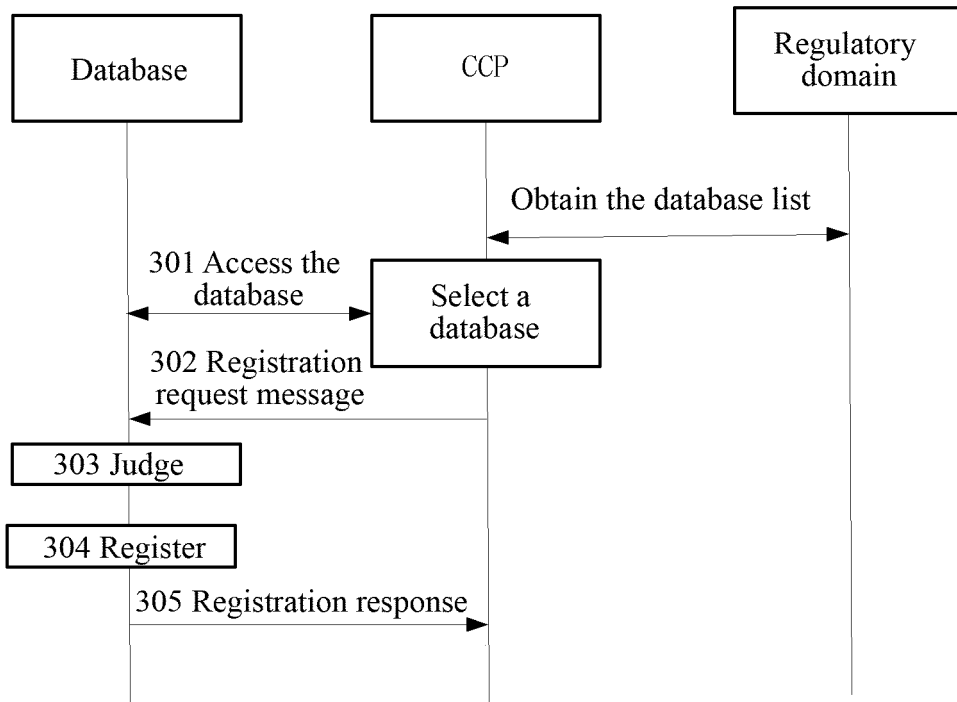 Database
CCP
Regulatory
domain
Obtain the database list
301 Access the
database
Select a
database
302 Registration
request message
303 Judge
304 Register
305 Registration response